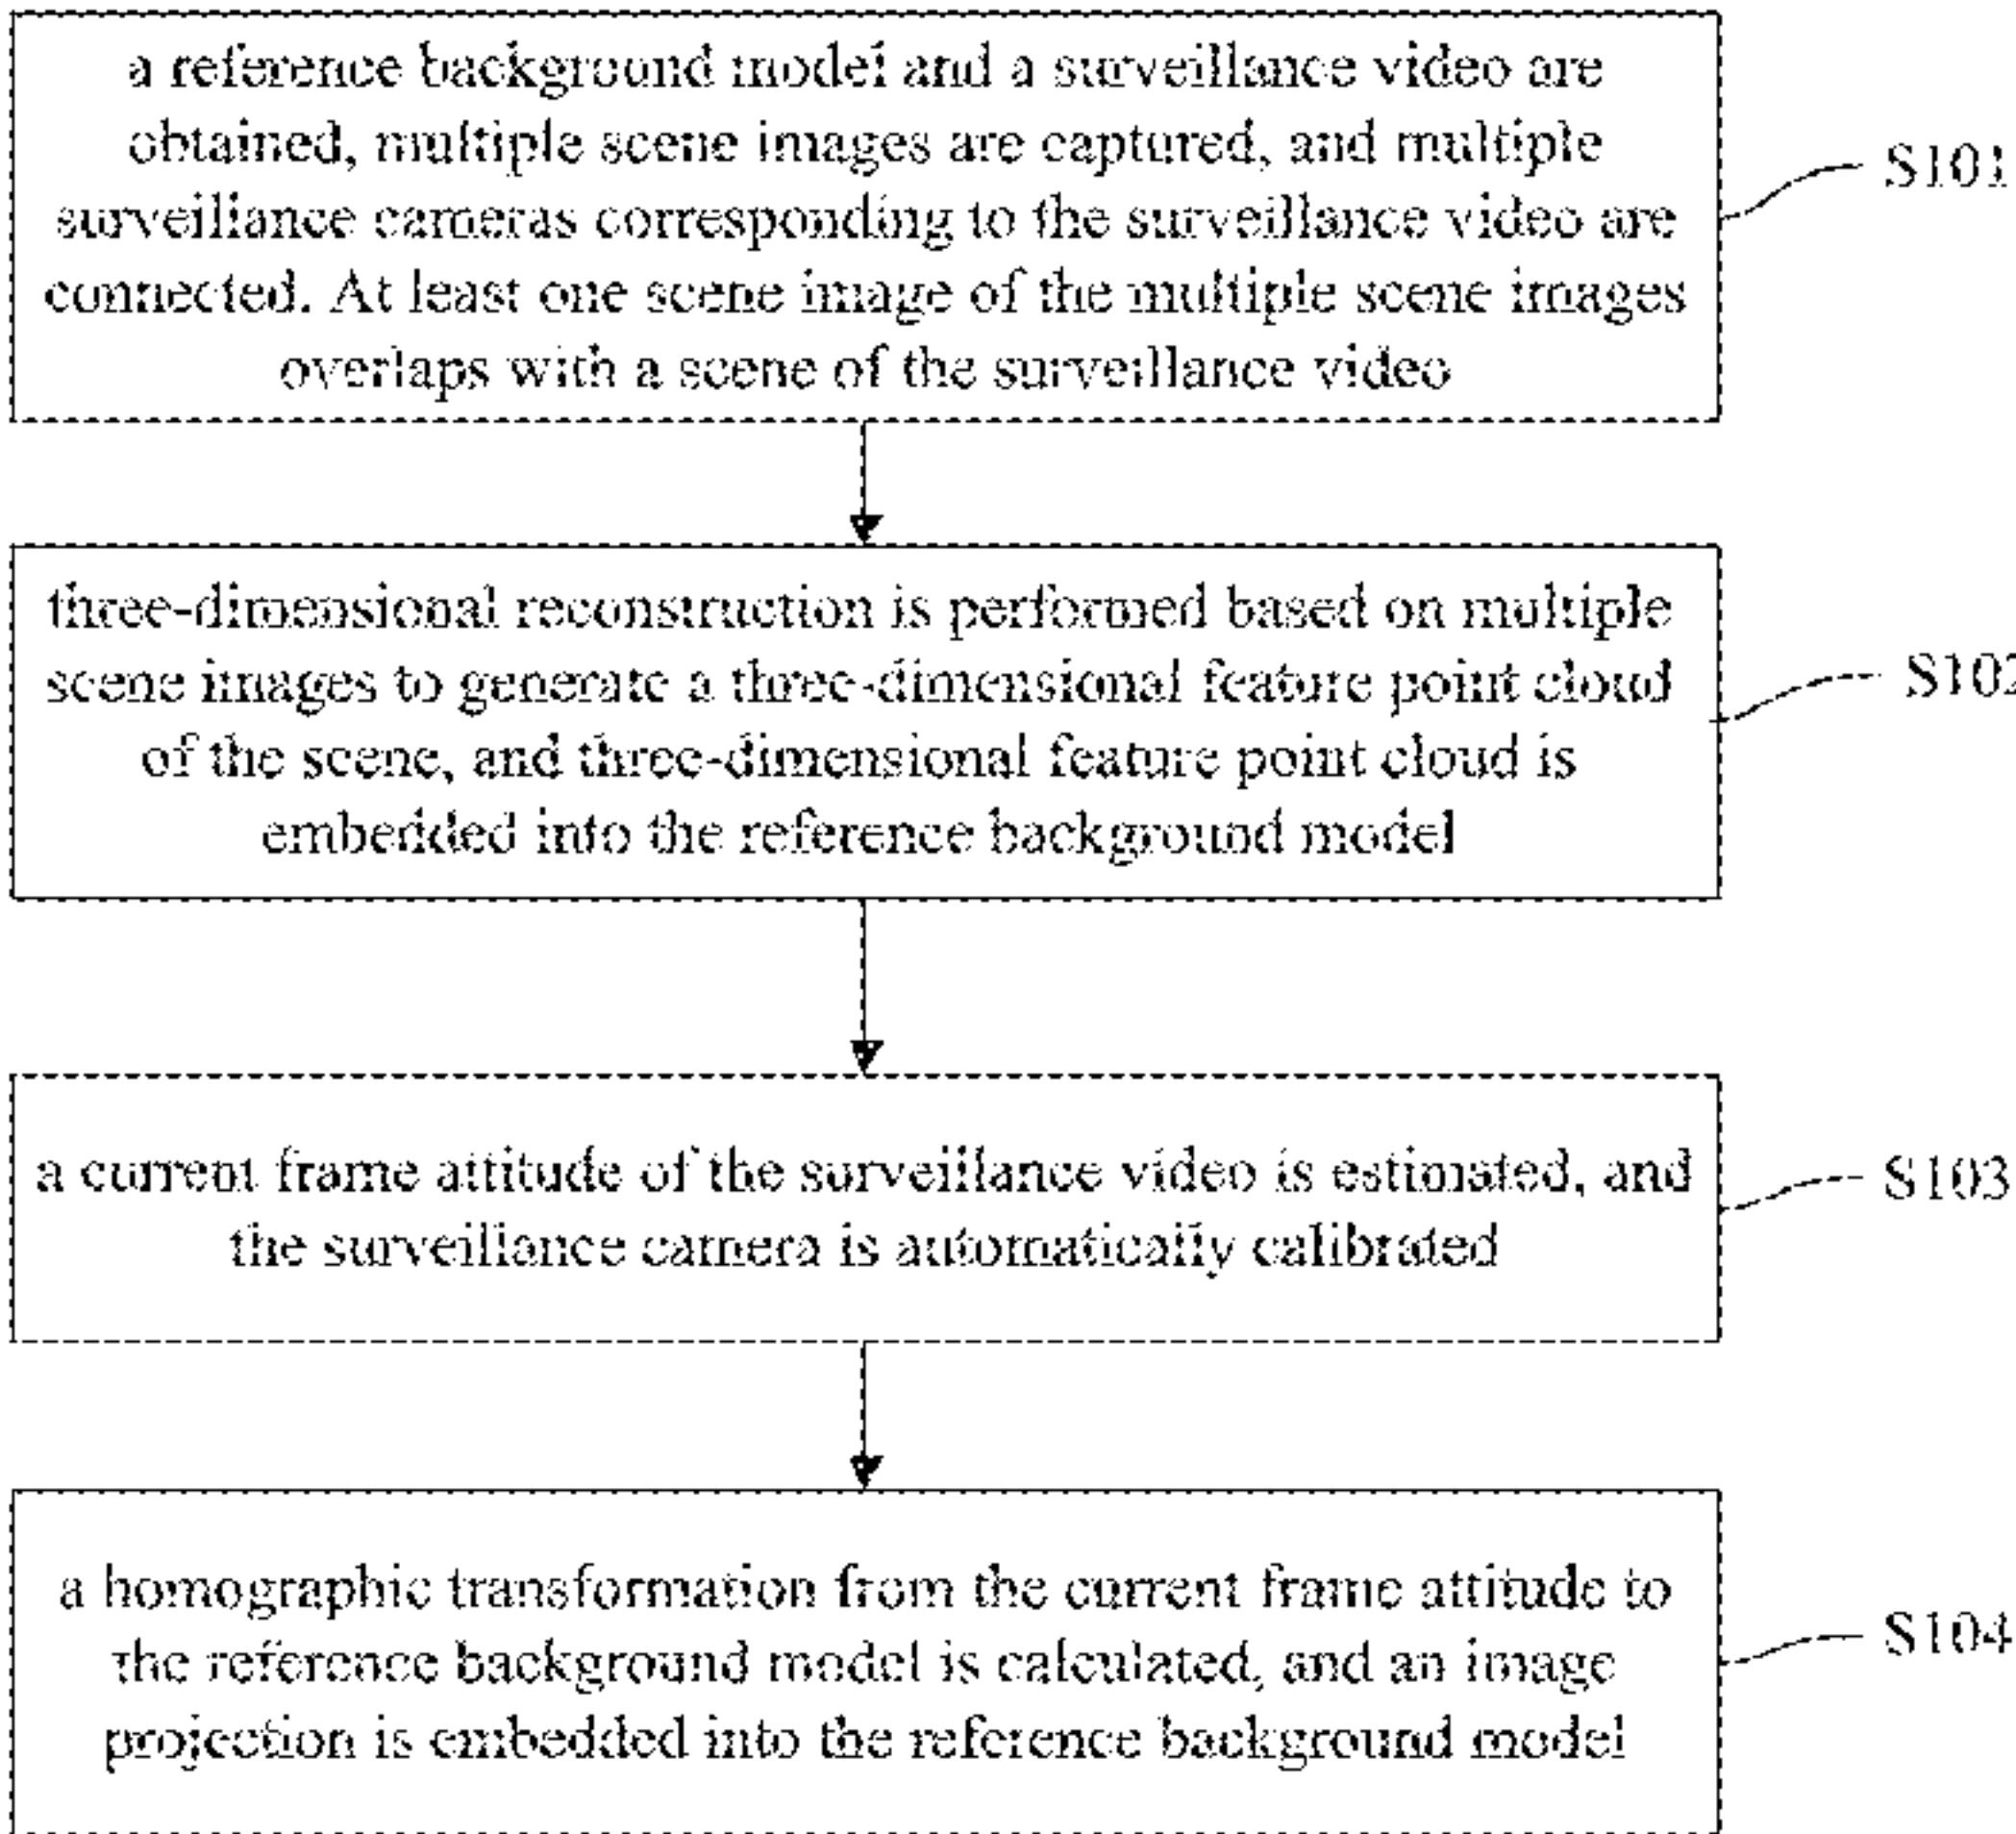 a reference background model and a surveillance video are
obtained, multiple scene images are captured, and multiple
surveillance cameras corresponding to the surveillance video are
connected. At least one scene image of the multiple scene images
overlaps with a scene of the surveillance video
S101
three-dimensional reconstruction is performed based on multiple
scene images to generate a three-dimensional feature point cloud
of the scene, and three-dimensional feature point cloud is
embedded into the reference background model
S102
a current frame attitude of the surveillance video is estimated, and
the surveillance camera is automatically calibrated
S103
a homographic transformation from the current frame attitude to
the reference background model is calculated, and an image
projection is embedded into the reference background model
S104